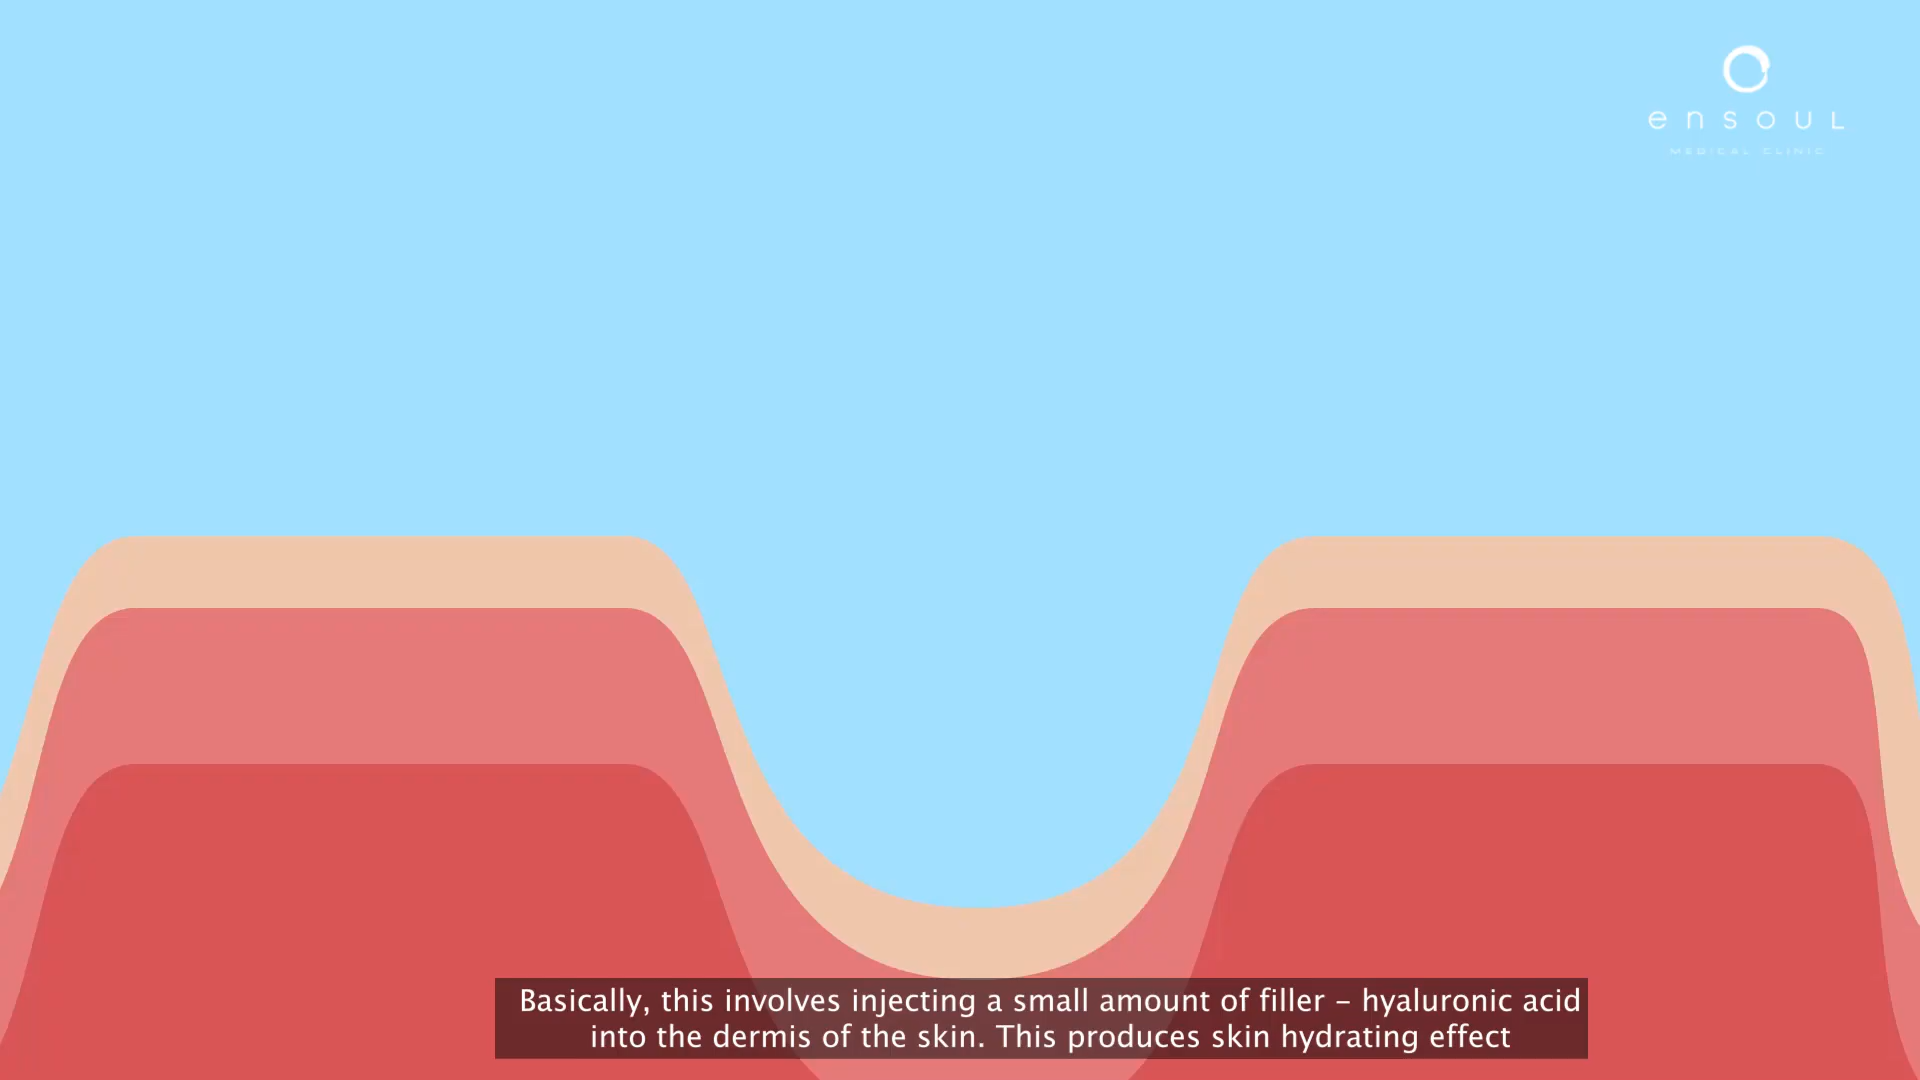 ensoul
MEDICAL CLINIC
Basically, this involves injecting a small amount of filler – hyaluronic acid
into the dermis of the skin. This produces skin hydrating effect